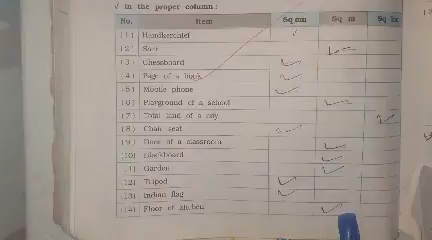 √ in the proper column :
No. Item Sq cm Sq m Sq km
(1) Handkerchief √
(2) Sari √
(3) Chessboard √
(4) Page of a book √
(5) Mobile phone √
(6) Playground of a school √
(7) Total land of a city √
(8) Chair seat √
(9) Door of a classroom √
(10) Blackboard √
(11) Garden √
(12) Tripod √
(13) Indian flag √
(14) Floor of kitchen √